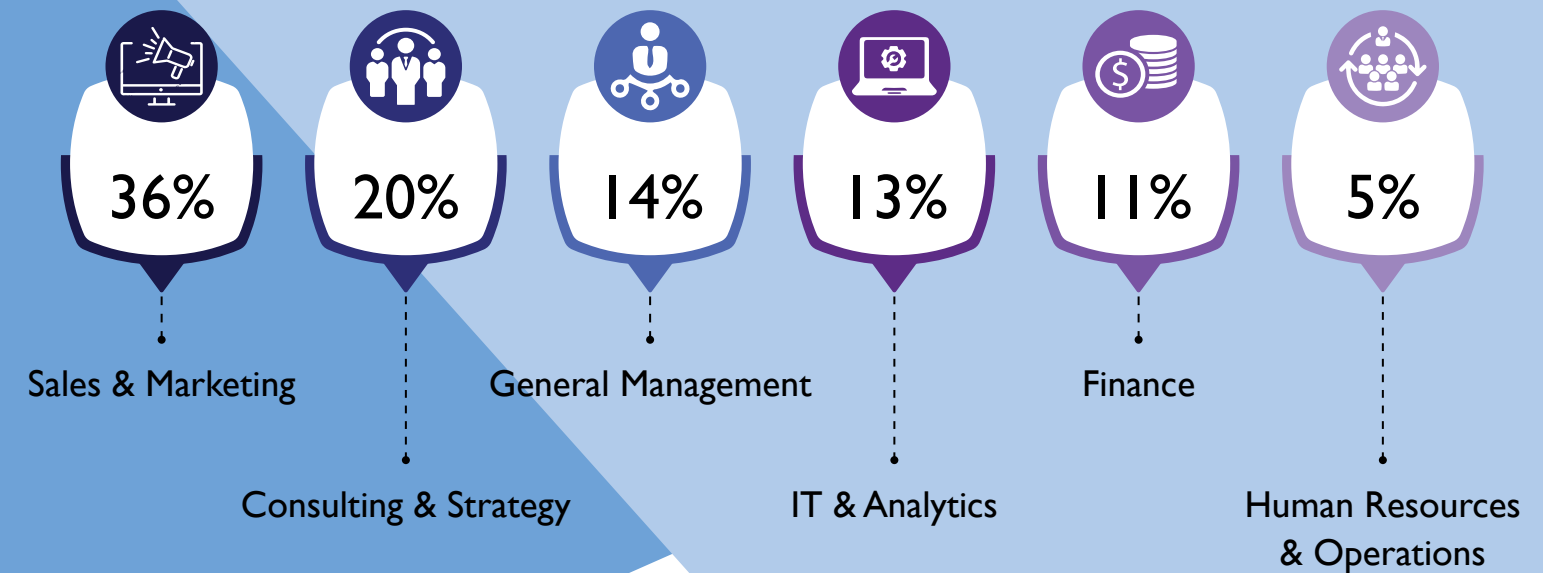 36%
20%
14%
13%
11%
5%
Sales & Marketing
General Management
Finance
Consulting & Strategy
IT & Analytics
Human Resources
& Operations